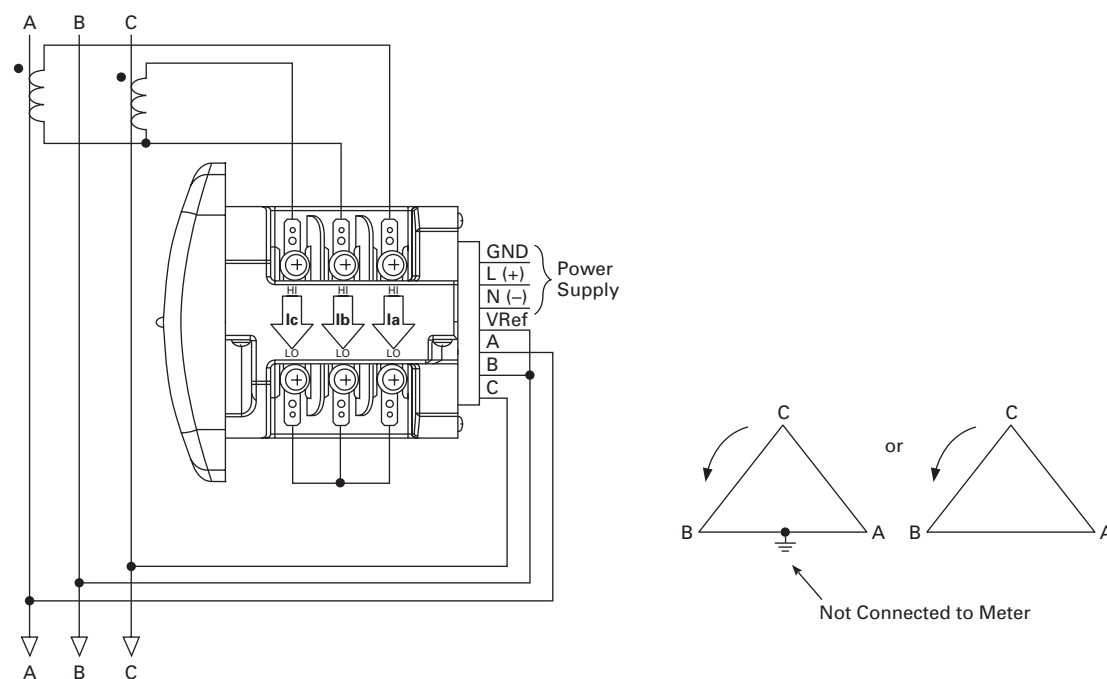 A B C
GND
L (+)
N (–)
VRef
A
B
C
Power
Supply
HI HI HI
Ic Ib Ia
LO LO LO
A B C
C
B A
or
C
B A
Not Connected to Meter